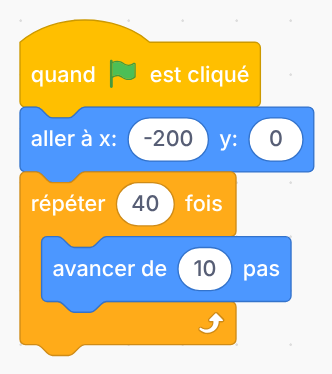 quand est cliqué
aller à x: -200 y: 0
répéter 40 fois
avancer de 10 pas